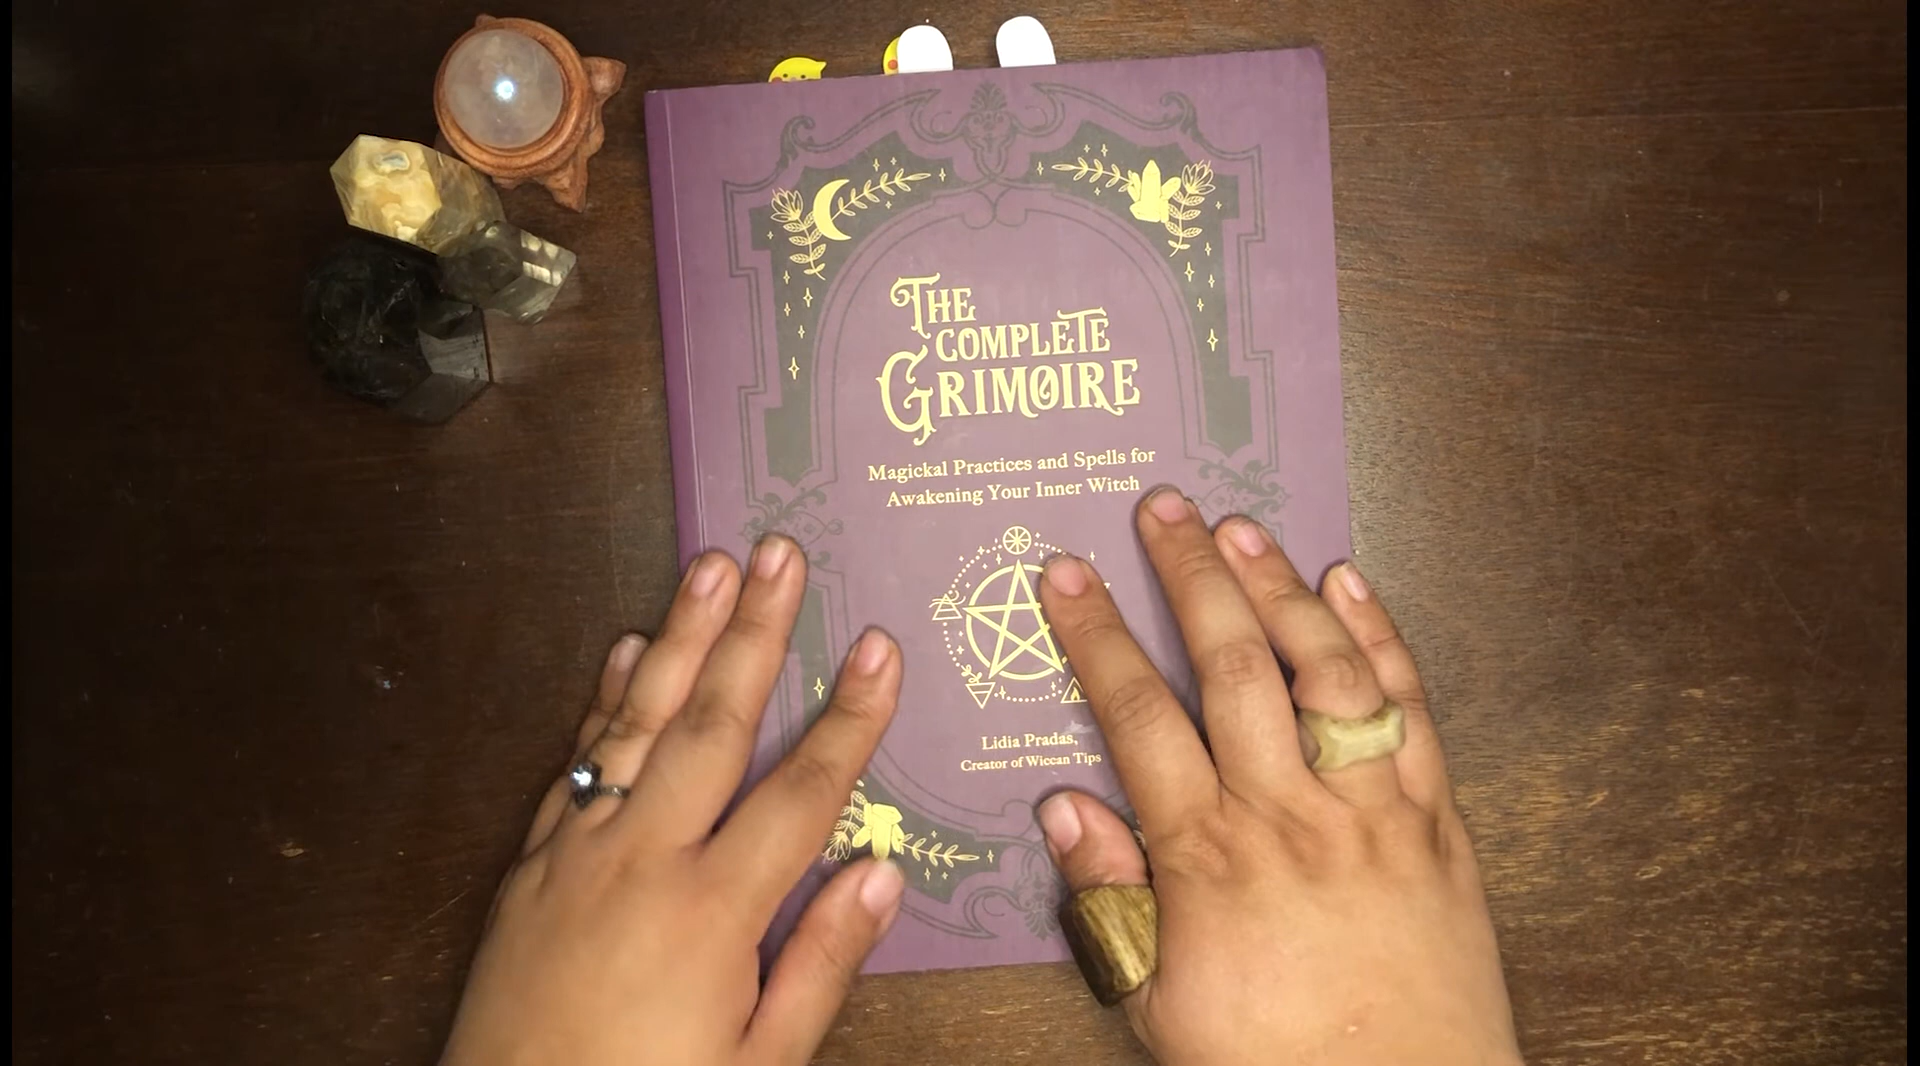 The
Complete
Grimoire
Magickal Practices and Spells for
Awakening Your Inner Witch
Lidia Pradas,
Creator of Wiccan Tips